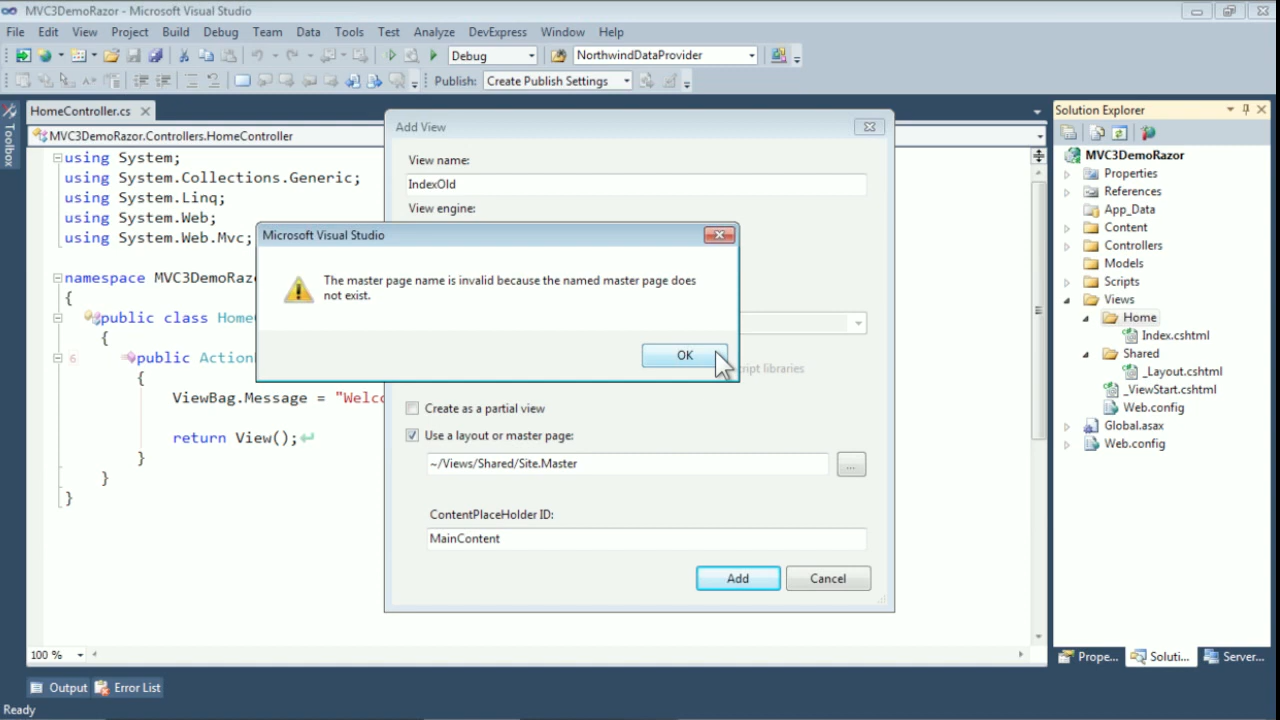 MVC3DemoRazor - Microsoft Visual Studio
File Edit View Project Build Debug Team Data Tools Test Analyze DevExpress Window Help
Debug NorthwindDataProvider
Publish: Create Publish Settings
Toolbox
HomeController.cs
MVC3DemoRazor.Controllers.HomeController
using System;
using System.Collections.Generic;
using System.Linq;
using System.Web;
using System.Web.Mvc;
namespace MVC3DemoRaz
{
public class Home
{
6 public Action
{
ViewBag.Message = "Welc
return View();
}
}
}
100 %
Add View
View name:
IndexOld
View engine:
Microsoft Visual Studio
The master page name is invalid because the named master page does
not exist.
OK
ript libraries
Create as a partial view
Use a layout or master page:
~/Views/Shared/Site.Master
...
ContentPlaceHolder ID:
MainContent
Add Cancel
Solution Explorer
MVC3DemoRazor
Properties
References
App_Data
Content
Controllers
Models
Scripts
Views
Home
Index.cshtml
Shared
_Layout.cshtml
_ViewStart.cshtml
Web.config
Global.asax
Web.config
Prope... Soluti... Server...
Output Error List
Ready